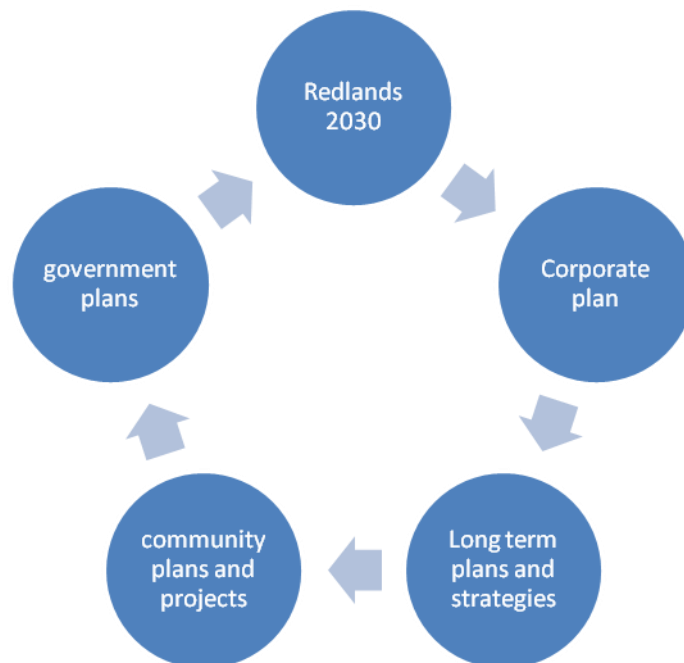 Redlands
2030
Corporate
plan
Long term
plans and
strategies
community
plans and
projects
government
plans